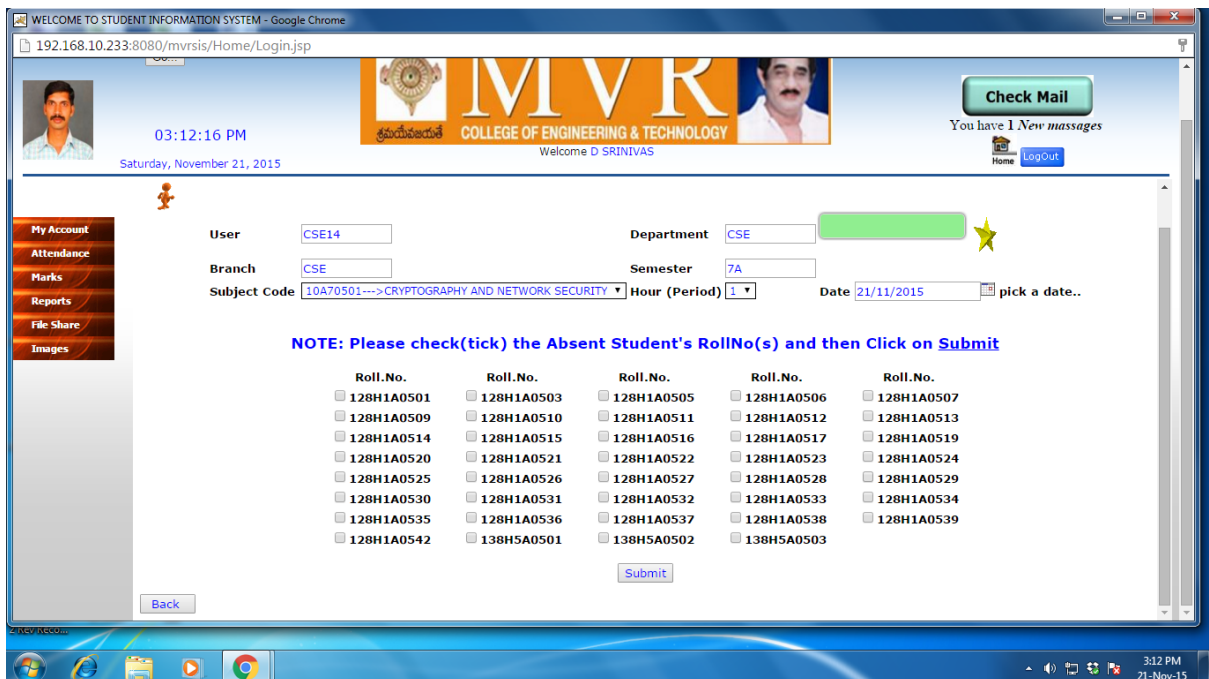 WELCOME TO STUDENT INFORMATION SYSTEM - Google Chrome
192.168.10.233:8080/mvrsis/Home/Login.jsp
MVR
శ్రమయేవజయతే COLLEGE OF ENGINEERING & TECHNOLOGY
Check Mail
You have 1 New massages
03:12:16 PM
Welcome D SRINIVAS
Home LogOut
Saturday, November 21, 2015
My Account
Attendance
Marks
Reports
File Share
Images
User CSE14 Department CSE
Branch CSE Semester 7A
Subject Code 10A70501--->CRYPTOGRAPHY AND NETWORK SECURITY Hour (Period) 1 Date 21/11/2015 pick a date..
NOTE: Please check(tick) the Absent Student's RollNo(s) and then Click on Submit
Roll.No. Roll.No. Roll.No. Roll.No. Roll.No.
128H1A0501 128H1A0503 128H1A0505 128H1A0506 128H1A0507
128H1A0509 128H1A0510 128H1A0511 128H1A0512 128H1A0513
128H1A0514 128H1A0515 128H1A0516 128H1A0517 128H1A0519
128H1A0520 128H1A0521 128H1A0522 128H1A0523 128H1A0524
128H1A0525 128H1A0526 128H1A0527 128H1A0528 128H1A0529
128H1A0530 128H1A0531 128H1A0532 128H1A0533 128H1A0534
128H1A0535 128H1A0536 128H1A0537 128H1A0538 128H1A0539
128H1A0542 138H5A0501 138H5A0502 138H5A0503
Submit
Back
3:12 PM
21-Nov-15